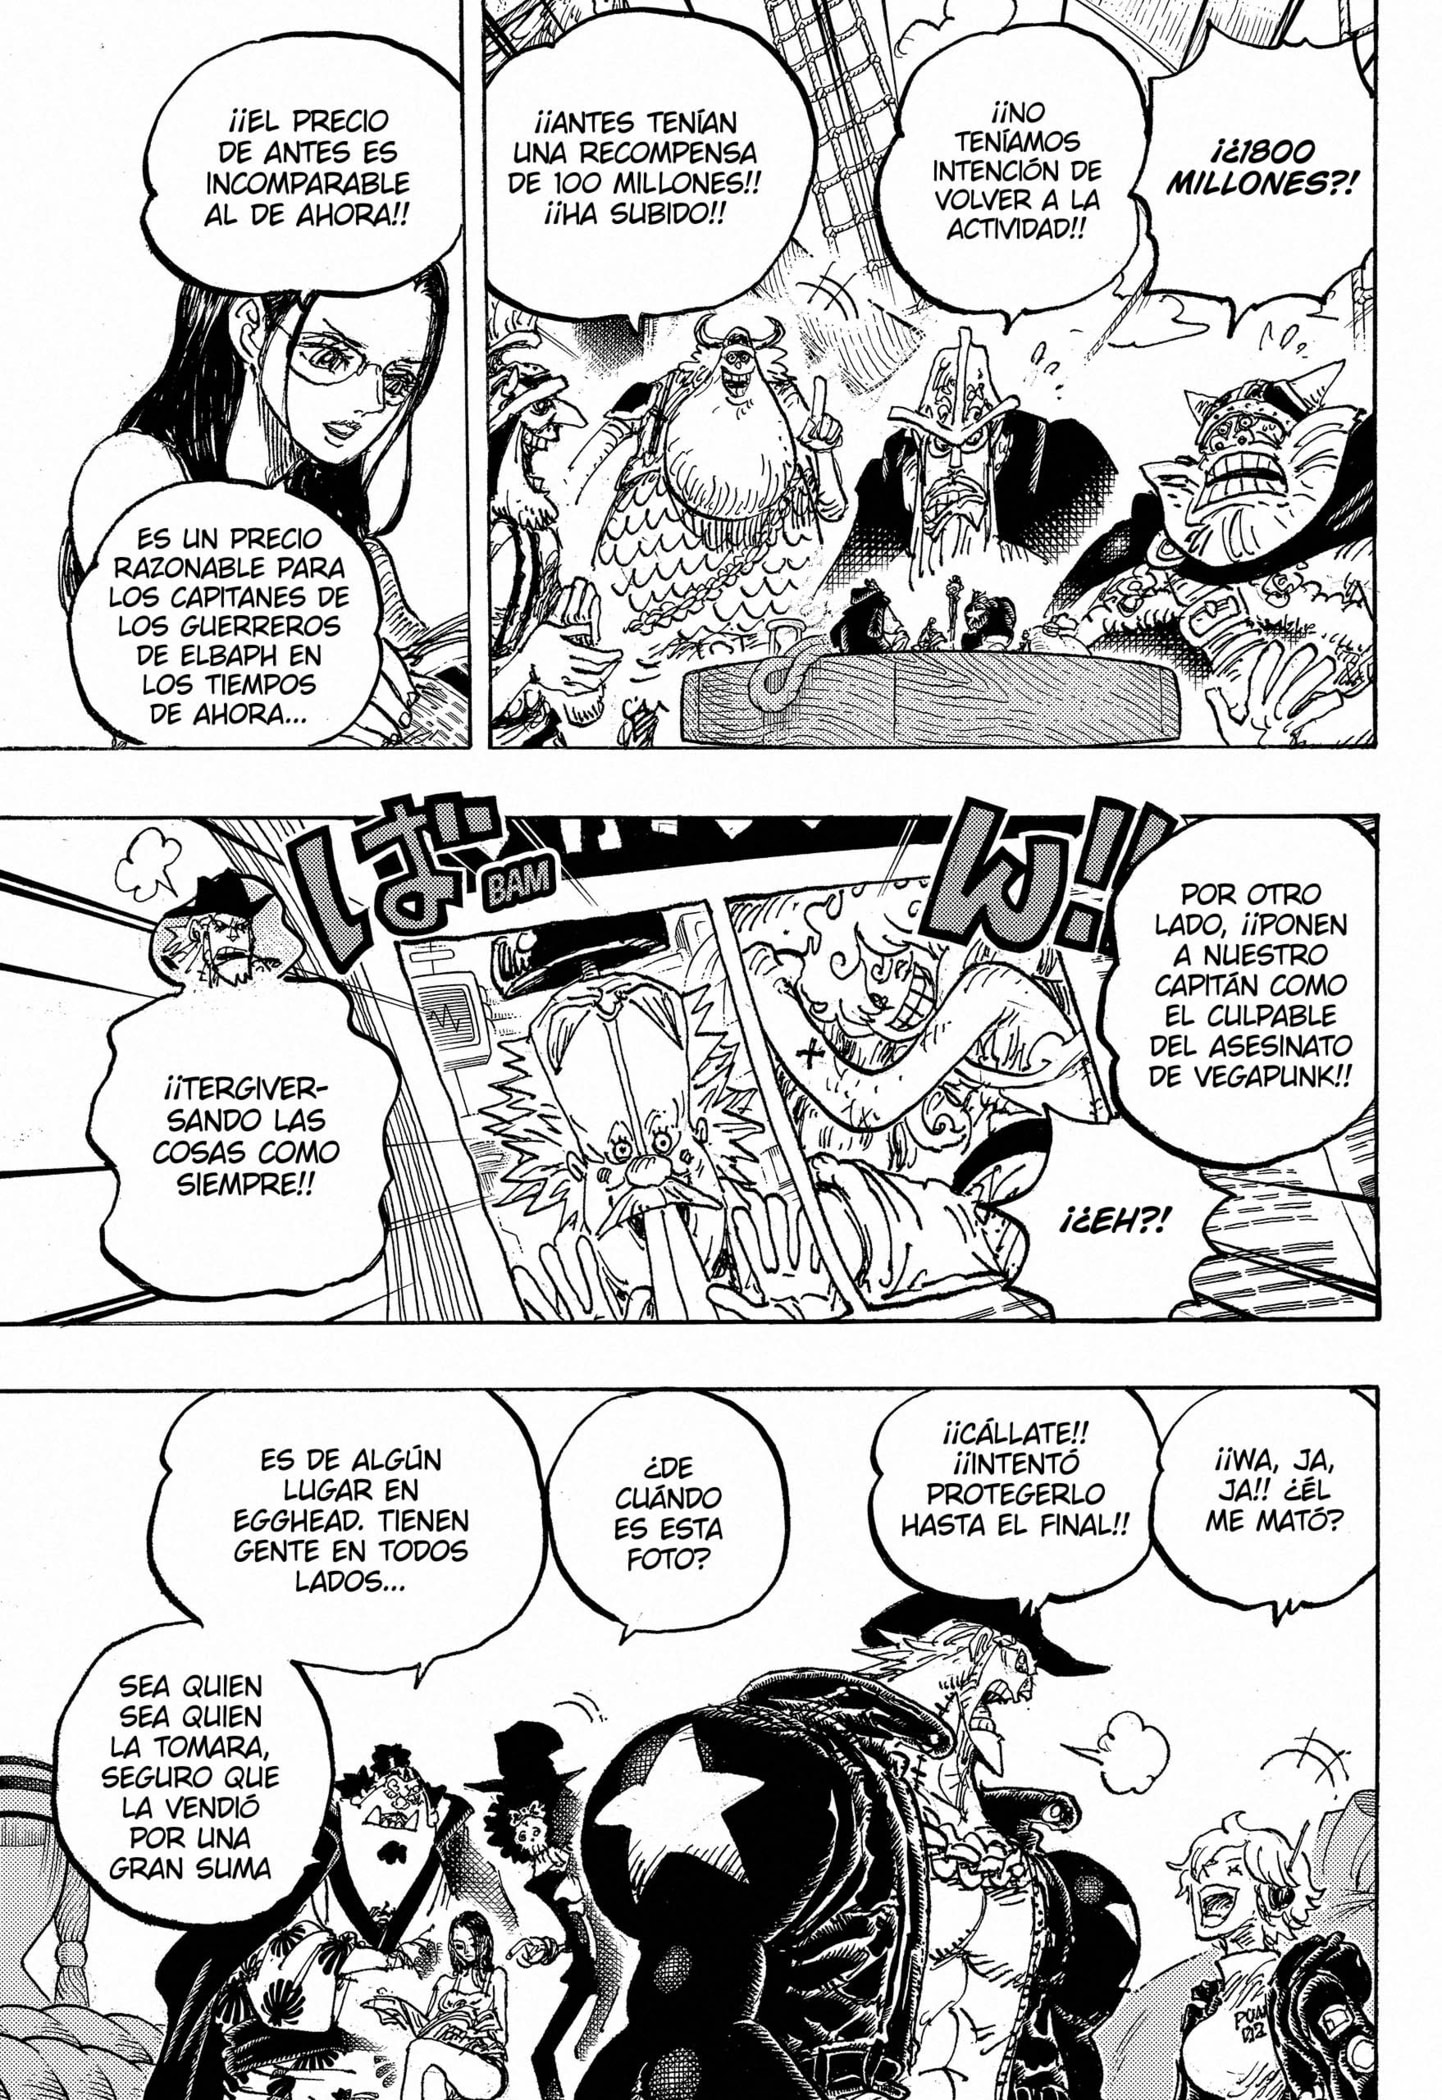 ¡¿1800
MILLONES?!
¡¡NO
TENÍAMOS
INTENCIÓN DE
VOLVER A LA
ACTIVIDAD!!
¡¡ANTES TENÍAN
UNA RECOMPENSA
DE 100 MILLONES!!
¡¡HA SUBIDO!!
¡¡EL PRECIO
DE ANTES ES
INCOMPARABLE
AL DE AHORA!!
ES UN PRECIO
RAZONABLE PARA
LOS CAPITANES DE
LOS GUERREROS
DE ELBAPH EN
LOS TIEMPOS
DE AHORA...
POR OTRO
LADO, ¡¡PONEN
A NUESTRO
CAPITÁN COMO
EL CULPABLE
DEL ASESINATO
DE VEGAPUNK!!
¡¿EH?!
ばーん!!
BAM
¡¡TERGIVER-
SANDO LAS
COSAS COMO
SIEMPRE!!
¡¡WA, JA,
JA!! ¿ÉL
ME MATÓ?
¡¡CÁLLATE!!
¡¡INTENTÓ
PROTEGERLO
HASTA EL FINAL!!
¿DE
CUÁNDO
ES ESTA
FOTO?
ES DE ALGÚN
LUGAR EN
EGGHEAD. TIENEN
GENTE EN TODOS
LADOS...
SEA QUIEN
SEA QUIEN
LA TOMARA,
SEGURO QUE
LA VENDIÓ
POR UNA
GRAN SUMA